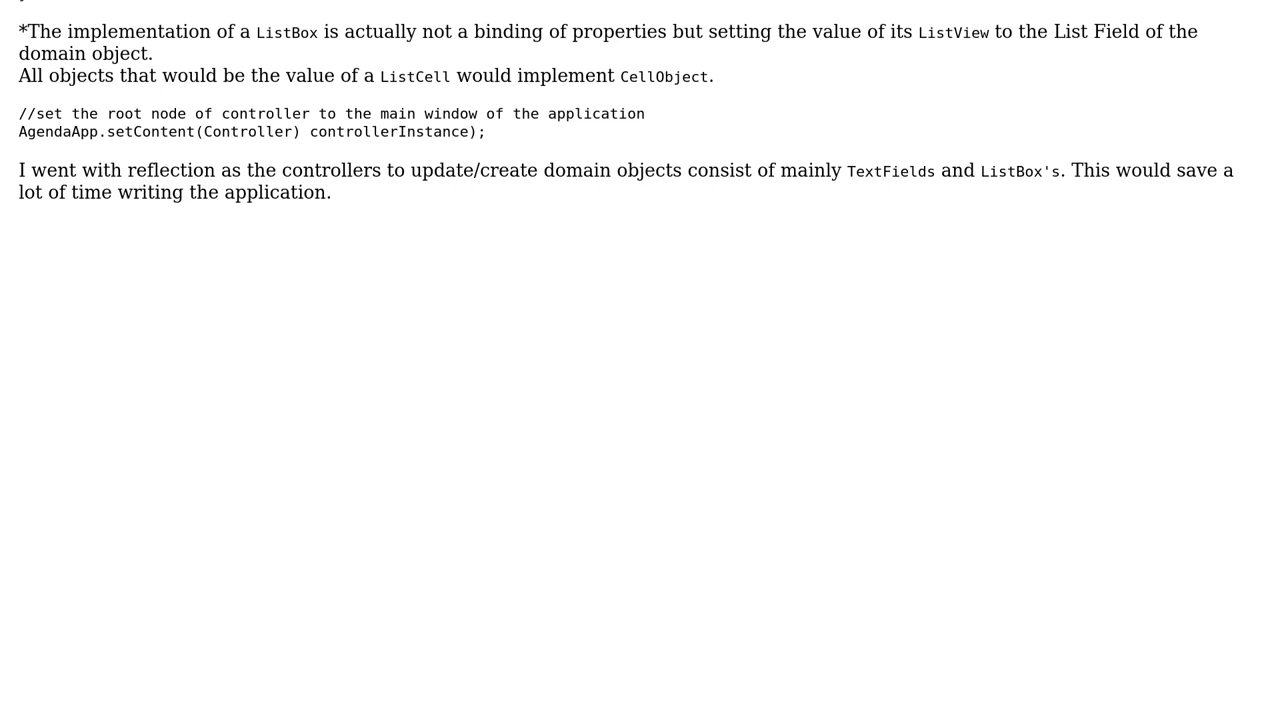 *The implementation of a ListBox is actually not a binding of properties but setting the value of its ListView to the List Field of the
domain object.
All objects that would be the value of a ListCell would implement CellObject.
//set the root node of controller to the main window of the application
AgendaApp.setContent(Controller) controllerInstance);
I went with reflection as the controllers to update/create domain objects consist of mainly TextFields and ListBox's. This would save a
lot of time writing the application.